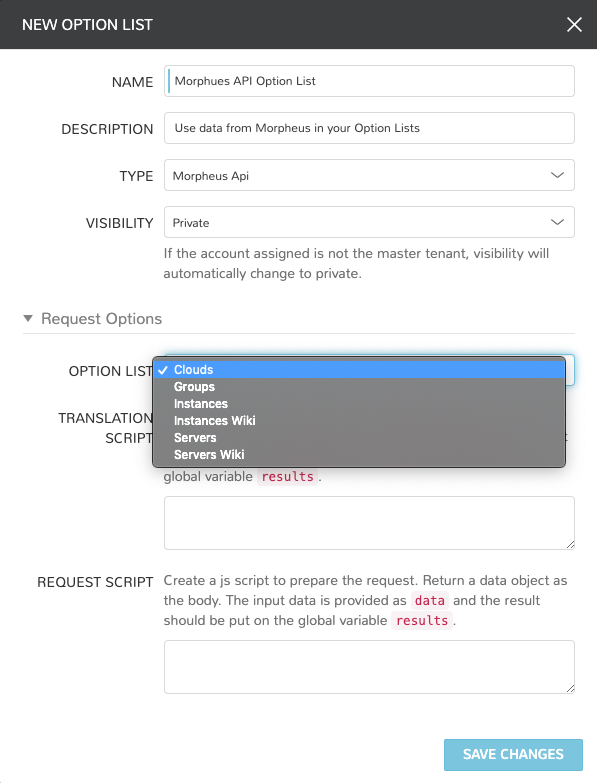 NEW OPTION LIST
NAME
Morphues API Option List
DESCRIPTION
Use data from Morpheus in your Option Lists
TYPE
Morpheus Api
VISIBILITY
Private
If the account assigned is not the master tenant, visibility will
automatically change to private.
Request Options
OPTION LIST
Clouds
Groups
Instances
Instances Wiki
Servers
Servers Wiki
TRANSLATION
SCRIPT
global variable results.
REQUEST SCRIPT
Create a js script to prepare the request. Return a data object as
the body. The input data is provided as data and the result
should be put on the global variable results.
SAVE CHANGES